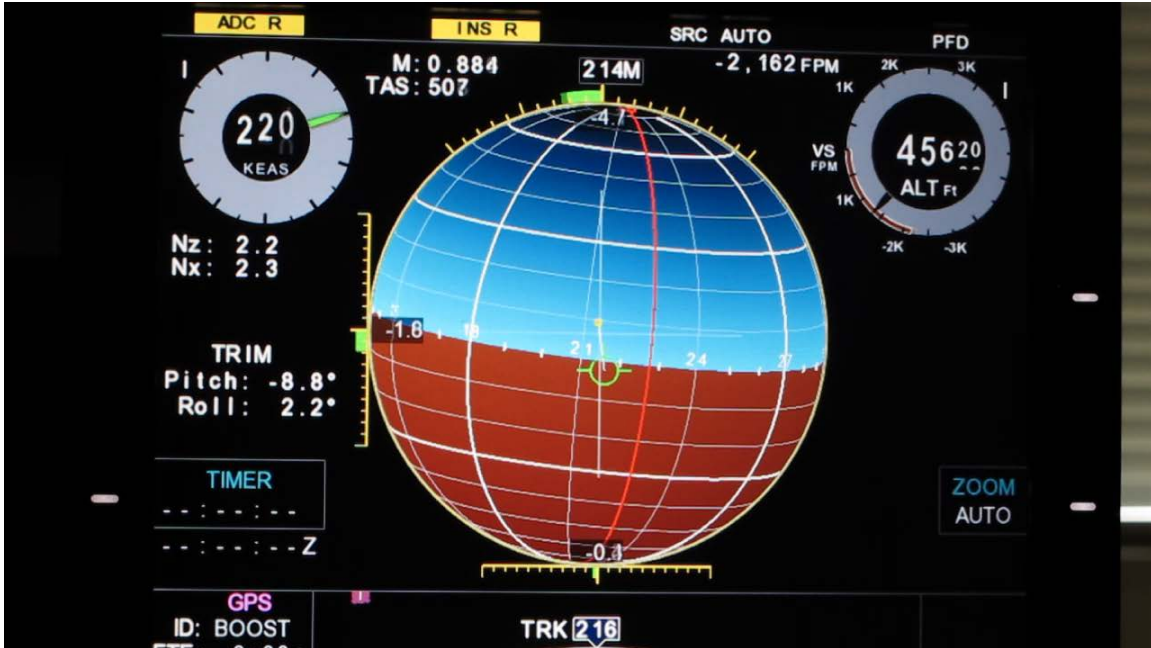 ADC R
INS R
SRC AUTO
PFD
M: 0.884
TAS: 507
214M
-2,162 FPM
2K
3K
1K
220
KEAS
VS
FPM
45620
ALT Ft
1K
-2K
-3K
-4.7
Nz: 2.2
Nx: 2.3
3
-1.8
18
21
24
27
TRIM
Pitch: -8.8°
Roll: 2.2°
TIMER
--:--:--
--:--:--Z
ZOOM
AUTO
-0.1
GPS
ID: BOOST
TRK 216